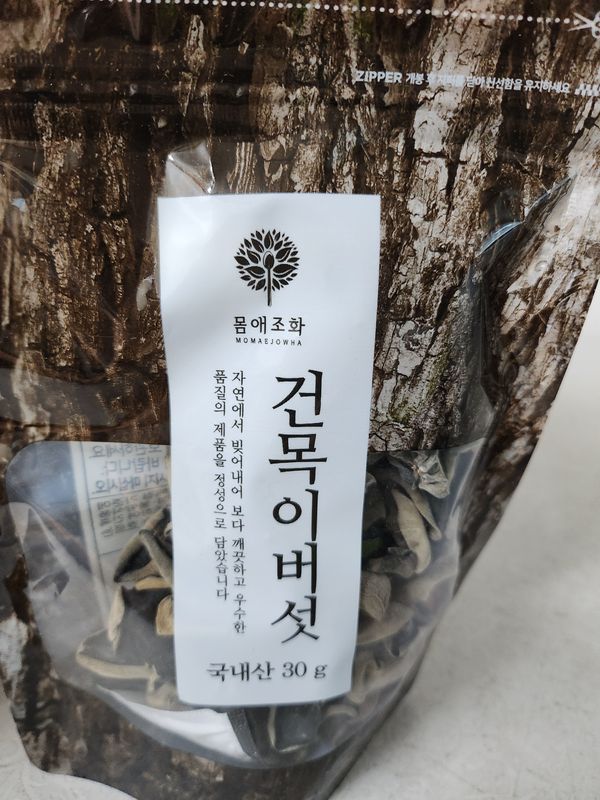 ZIPPER 개봉 후 지퍼를 닫아 신선함을 유지하세요
몸애조화
MOMAEJOWHA
건목이버섯
자연에서 빚어내어 보다 깨끗하고 우수한
품질의 제품을 정성으로 담았습니다
국내산 30 g